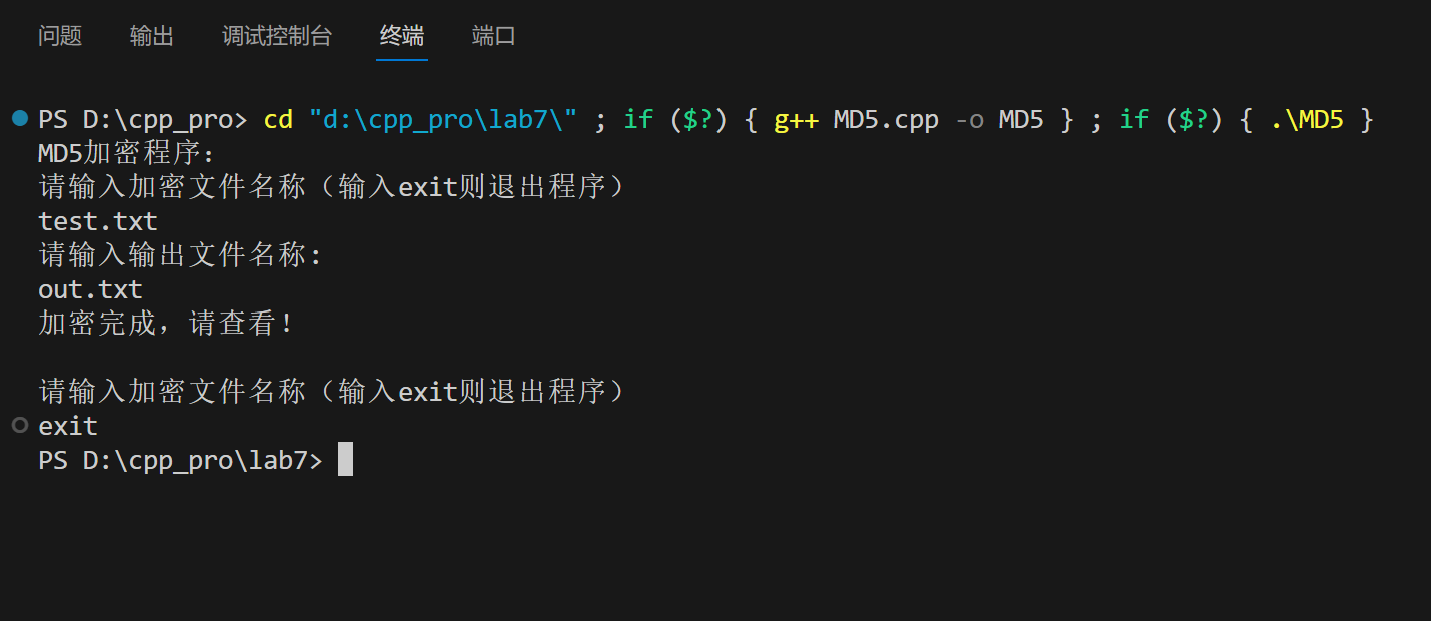 问题 输出 调试控制台 终端 端口
PS D:\cpp_pro> cd "d:\cpp_pro\lab7\" ; if ($?) { g++ MD5.cpp -o MD5 } ; if ($?) { .\MD5 }
MD5加密程序：
请输入加密文件名称（输入exit则退出程序）
test.txt
请输入输出文件名称：
out.txt
加密完成，请查看！
请输入加密文件名称（输入exit则退出程序）
exit
PS D:\cpp_pro\lab7>